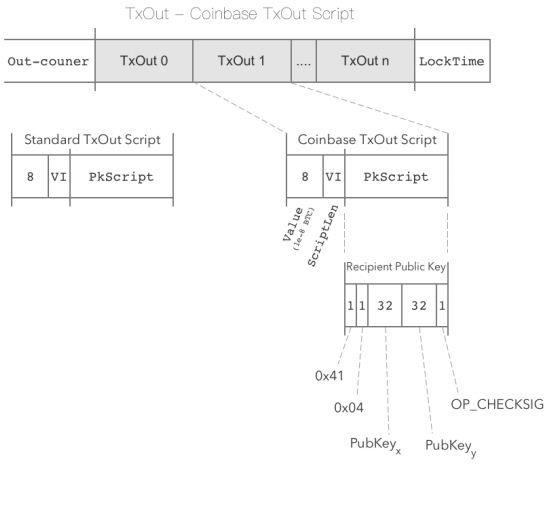 TxOut – Coinbase TxOut Script
Out-couner TxOut 0 TxOut 1 .... TxOut n LockTime
Standard TxOut Script Coinbase TxOut Script
8 VI PkScript 8 VI PkScript
Value
(1e-8 BTC)
ScriptLen
Recipient Public Key
1 1 32 32 1
0x41
0x04 OP_CHECKSIG
PubKeyx PubKeyy